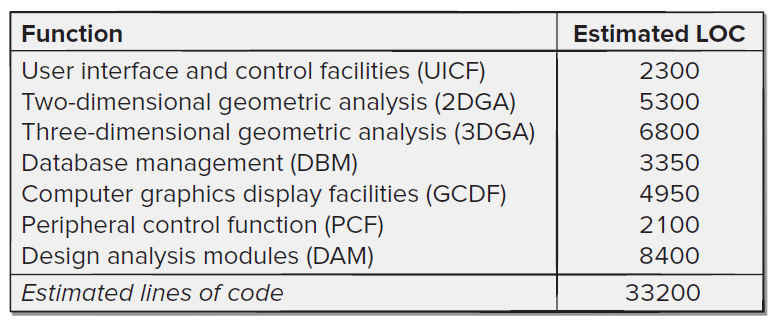 Function Estimated LOC
User interface and control facilities (UICF) 2300
Two-dimensional geometric analysis (2DGA) 5300
Three-dimensional geometric analysis (3DGA) 6800
Database management (DBM) 3350
Computer graphics display facilities (GCDF) 4950
Peripheral control function (PCF) 2100
Design analysis modules (DAM) 8400
Estimated lines of code 33200